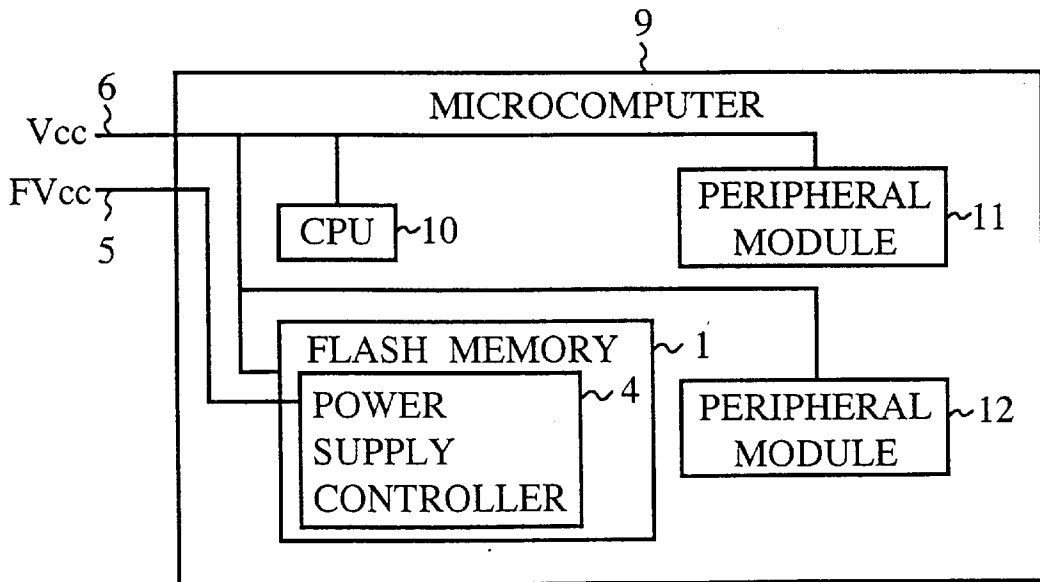 9
MICROCOMPUTER
6
Vcc
FVcc
5
CPU
10
PERIPHERAL
MODULE
11
FLASH MEMORY
1
POWER
SUPPLY
CONTROLLER
4
PERIPHERAL
MODULE
12